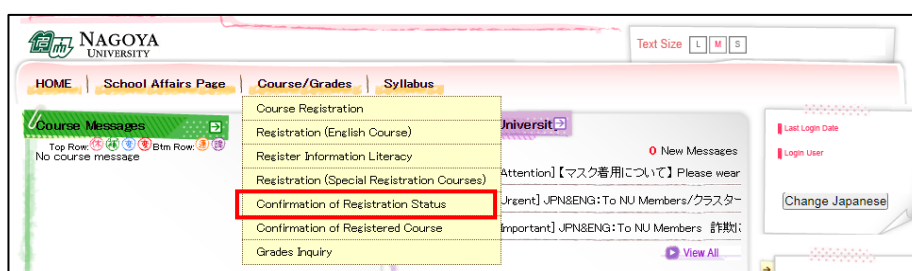 NAGOYA
UNIVERSITY
Text Size L M S
HOME School Affairs Page Course/Grades Syllabus
Course Messages
Top Row: Btm Row:
No course message
Course Registration
Registration (English Course)
Register Information Literacy
Registration (Special Registration Courses)
Confirmation of Registration Status
Confirmation of Registered Course
Grades Inquiry
Universit
0 New Messages
Attention]【マスク着用について】Please wear
Urgent] JPN&ENG:To NU Members/クラスター
Important] JPN&ENG:To NU Members 詐欺に
View All
Last Login Date
Login User
Change Japanese